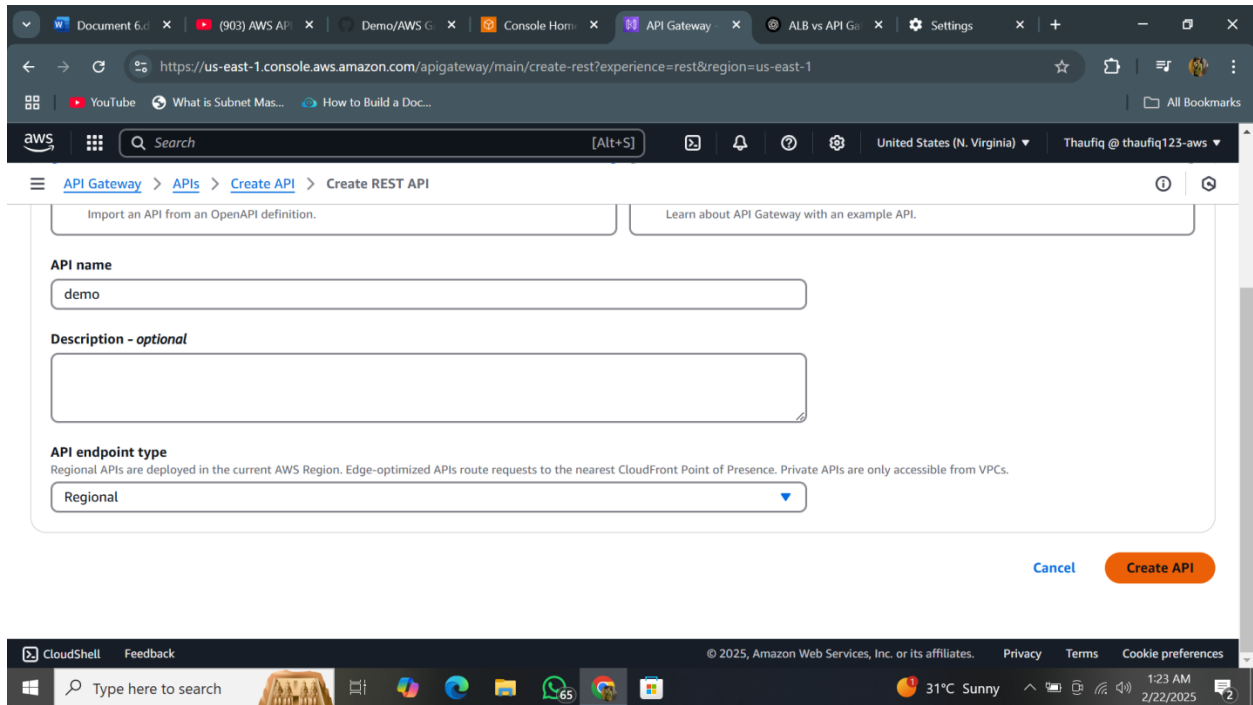 Document 6.d
(903) AWS API
Demo/AWS G
Console Hom
API Gateway -
ALB vs API Ga
Settings
https://us-east-1.console.aws.amazon.com/apigateway/main/create-rest?experience=rest&region=us-east-1
YouTube
What is Subnet Mas...
How to Build a Doc...
All Bookmarks
aws
Search
[Alt+S]
United States (N. Virginia)
Thaufiq @ thaufiq123-aws
API Gateway > APIs > Create API > Create REST API
Import an API from an OpenAPI definition.
Learn about API Gateway with an example API.
API name
demo
Description - optional
API endpoint type
Regional APIs are deployed in the current AWS Region. Edge-optimized APIs route requests to the nearest CloudFront Point of Presence. Private APIs are only accessible from VPCs.
Regional
Cancel
Create API
CloudShell
Feedback
© 2025, Amazon Web Services, Inc. or its affiliates.
Privacy
Terms
Cookie preferences
Type here to search
65
31°C Sunny
1:23 AM
2/22/2025
2